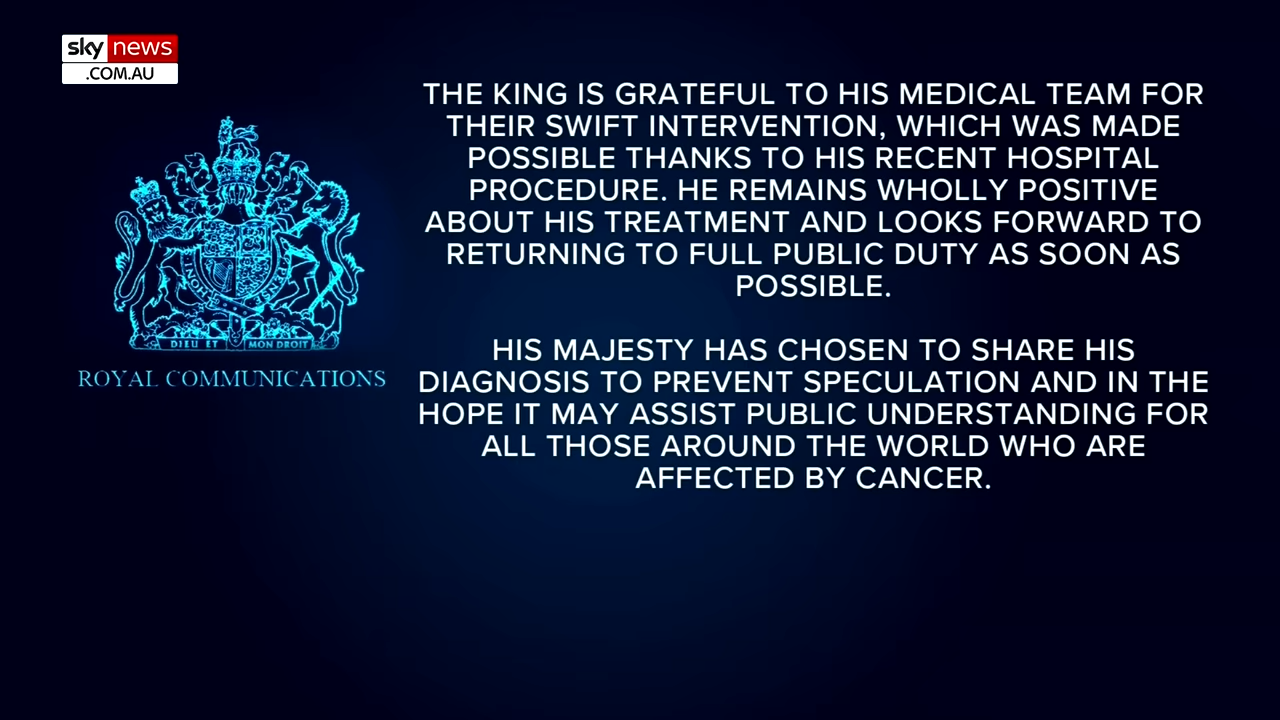 sky news
.COM.AU
THE KING IS GRATEFUL TO HIS MEDICAL TEAM FOR
THEIR SWIFT INTERVENTION, WHICH WAS MADE
POSSIBLE THANKS TO HIS RECENT HOSPITAL
PROCEDURE. HE REMAINS WHOLLY POSITIVE
ABOUT HIS TREATMENT AND LOOKS FORWARD TO
RETURNING TO FULL PUBLIC DUTY AS SOON AS
POSSIBLE.
HIS MAJESTY HAS CHOSEN TO SHARE HIS
DIAGNOSIS TO PREVENT SPECULATION AND IN THE
HOPE IT MAY ASSIST PUBLIC UNDERSTANDING FOR
ALL THOSE AROUND THE WORLD WHO ARE
AFFECTED BY CANCER.
DIEU ET MON DROIT
ROYAL COMMUNICATIONS